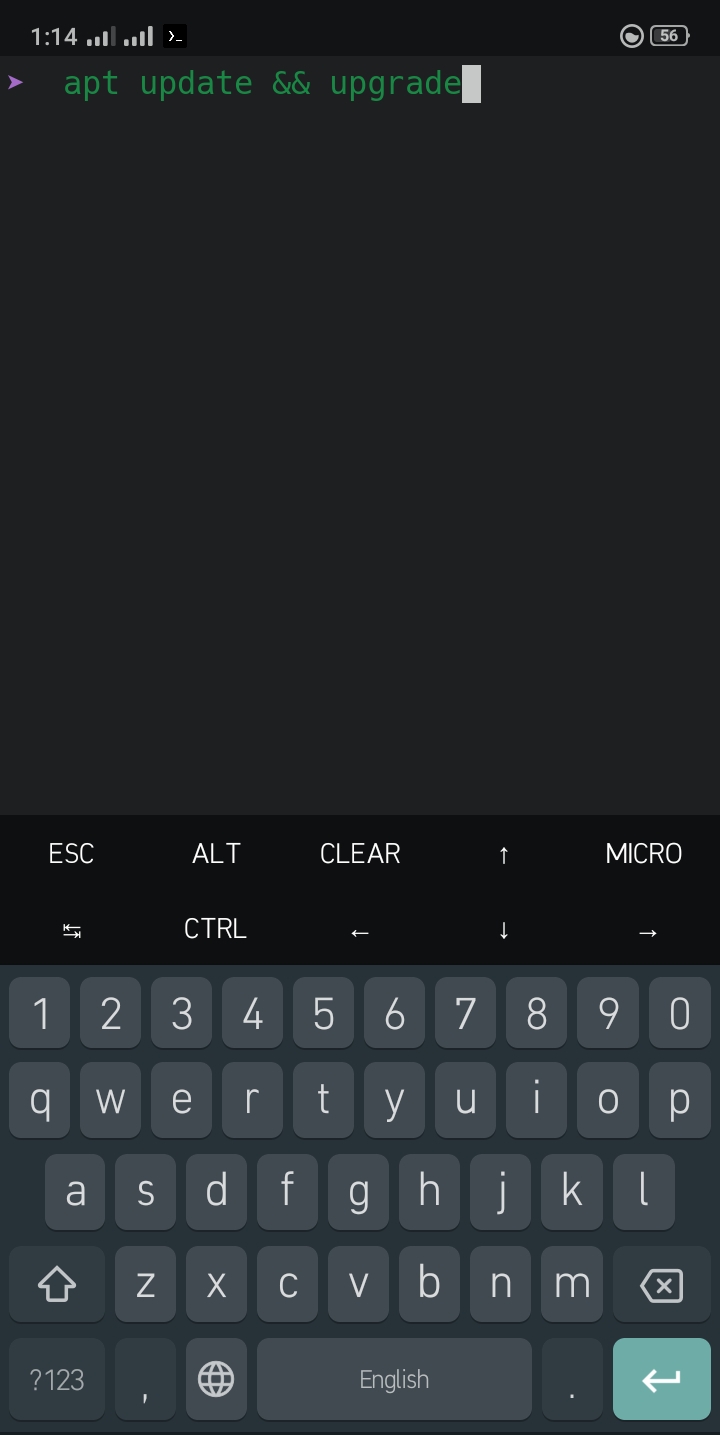 1:14 >_ 56
➤ apt update && upgrade
ESC ALT CLEAR ↑ MICRO
↹ CTRL ← ↓ →
1 2 3 4 5 6 7 8 9 0
q w e r t y u i o p
a s d f g h j k l
z x c v b n m
?123 , English .